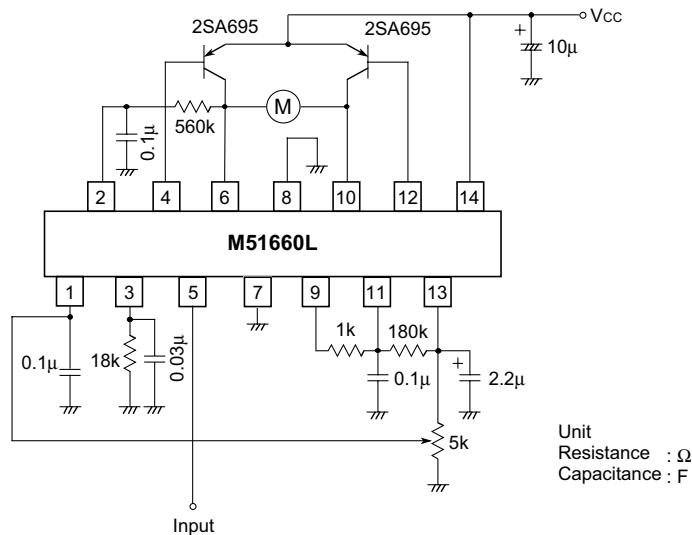 2SA695
2SA695
VCC
10μ
M
0.1μ
560k
2
4
6
8
10
12
14
M51660L
1
3
5
7
9
11
13
0.1μ
18k
0.03μ
1k
180k
0.1μ
2.2μ
5k
Input
Unit
Resistance : Ω
Capacitance : F